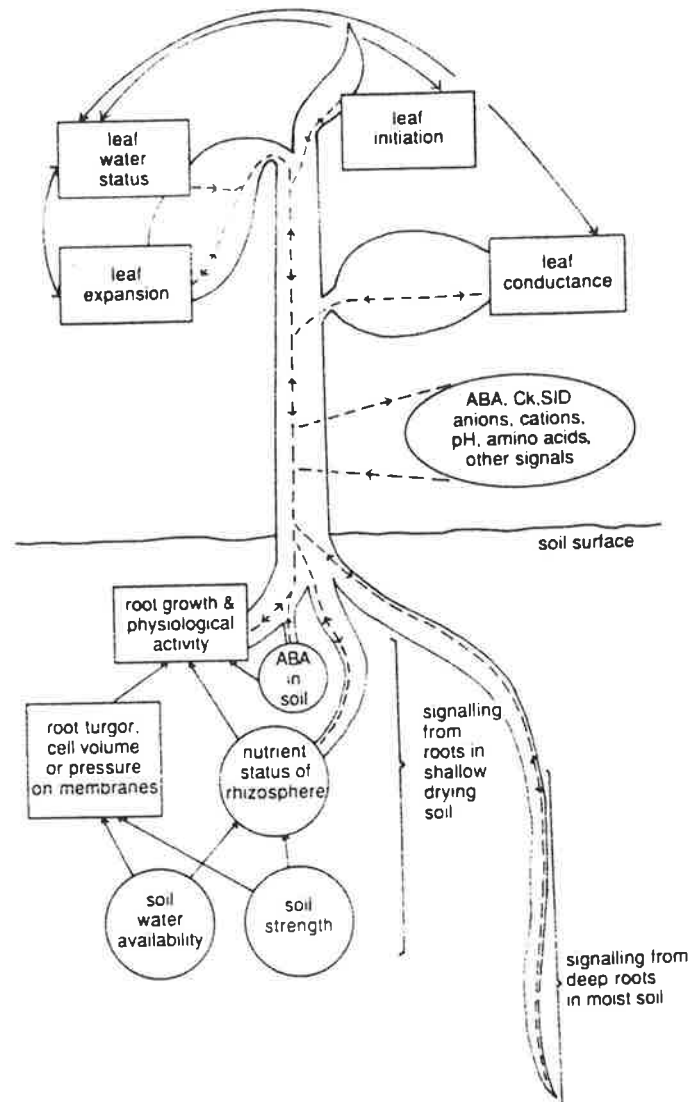 leaf
water
status
leaf
initiation
leaf
expansion
leaf
conductance
ABA, Ck,SID
anions, cations,
pH, amino acids,
other signals
soil surface
root growth &
physiological
activity
ABA
in
soil
root turgor,
cell volume
or pressure
on membranes
nutrient
status of
rhizosphere
signalling
from
roots in
shallow
drying
soil
soil
water
availability
soil
strength
signalling from
deep roots
in moist soil